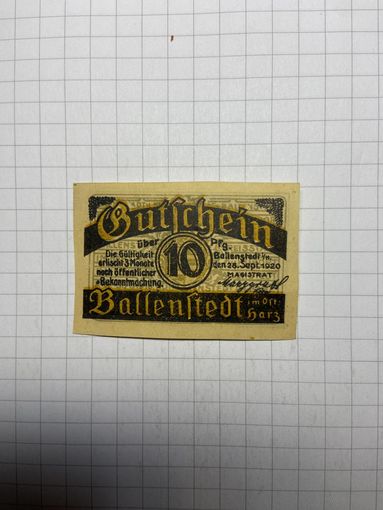 Gutschein
über 10 Pfg.
Die Gültigkeit
erlischt 3 Monate
nach öffentlicher
Bekanntmachung.
Ballenstedt i/H.
den 28. Sept. 1920
MAGISTRAT
Ballenstedt
im Ost
Harz